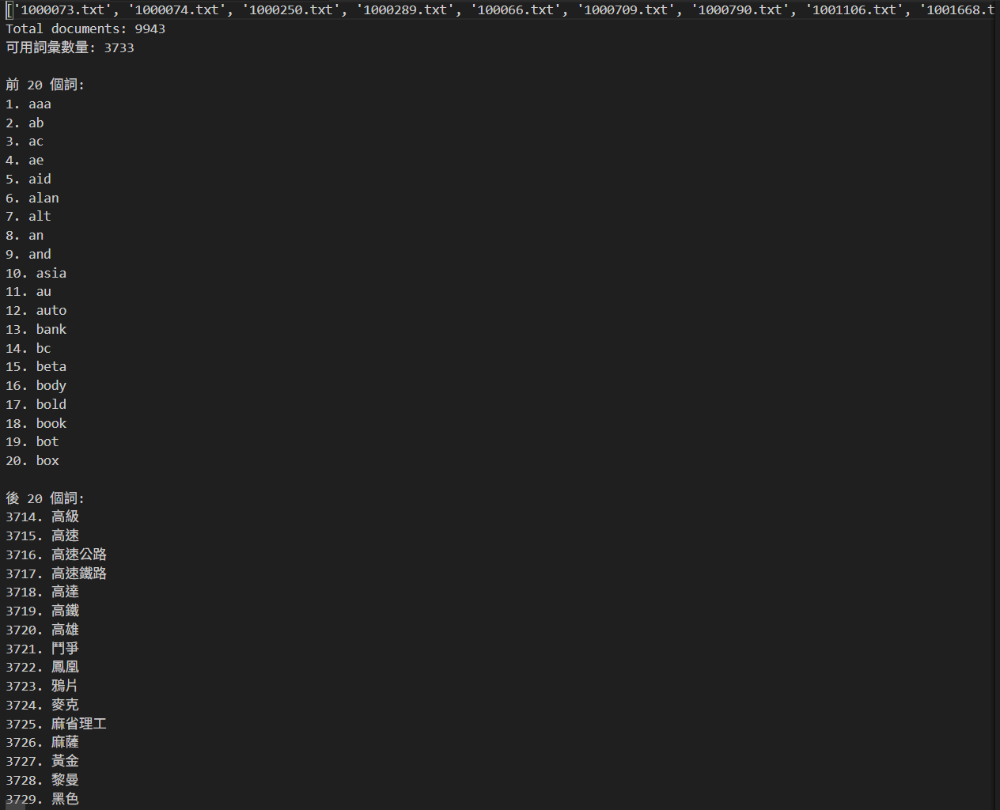 ['1000073.txt', '1000074.txt', '1000250.txt', '1000289.txt', '100066.txt', '1000709.txt', '1000790.txt', '1001106.txt', '1001668.t
Total documents: 9943
可用詞彙數量: 3733
前 20 個詞:
1. aaa
2. ab
3. ac
4. ae
5. aid
6. alan
7. alt
8. an
9. and
10. asia
11. au
12. auto
13. bank
14. bc
15. beta
16. body
17. bold
18. book
19. bot
20. box
後 20 個詞:
3714. 高級
3715. 高速
3716. 高速公路
3717. 高速鐵路
3718. 高達
3719. 高鐵
3720. 高雄
3721. 鬥爭
3722. 鳳凰
3723. 鴉片
3724. 麥克
3725. 麻省理工
3726. 麻薩
3727. 黃金
3728. 黎曼
3729. 黑色